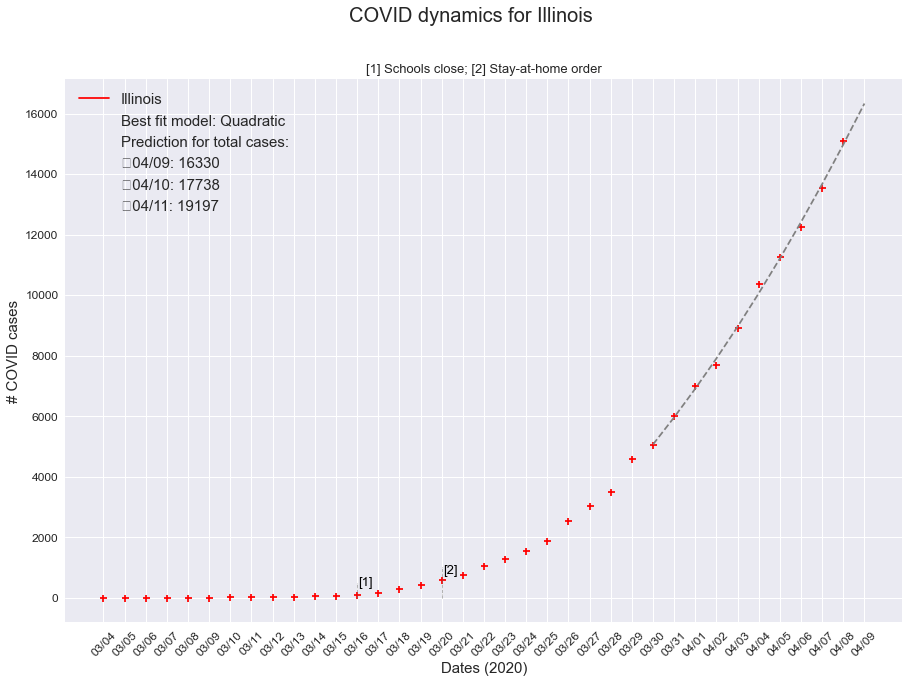 COVID dynamics for Illinois
[1] Schools close; [2] Stay-at-home order
Illinois
Best fit model: Quadratic
Prediction for total cases:
04/09: 16330
04/10: 17738
04/11: 19197
# COVID cases
16000
14000
12000
10000
8000
6000
4000
2000
0
[1]
[2]
03/04 03/05 03/06 03/07 03/08 03/09 03/10 03/11 03/12 03/13 03/14 03/15 03/16 03/17 03/18 03/19 03/20 03/21 03/22 03/23 03/24 03/25 03/26 03/27 03/28 03/29 03/30 03/31 04/01 04/02 04/03 04/04 04/05 04/06 04/07 04/08 04/09
Dates (2020)